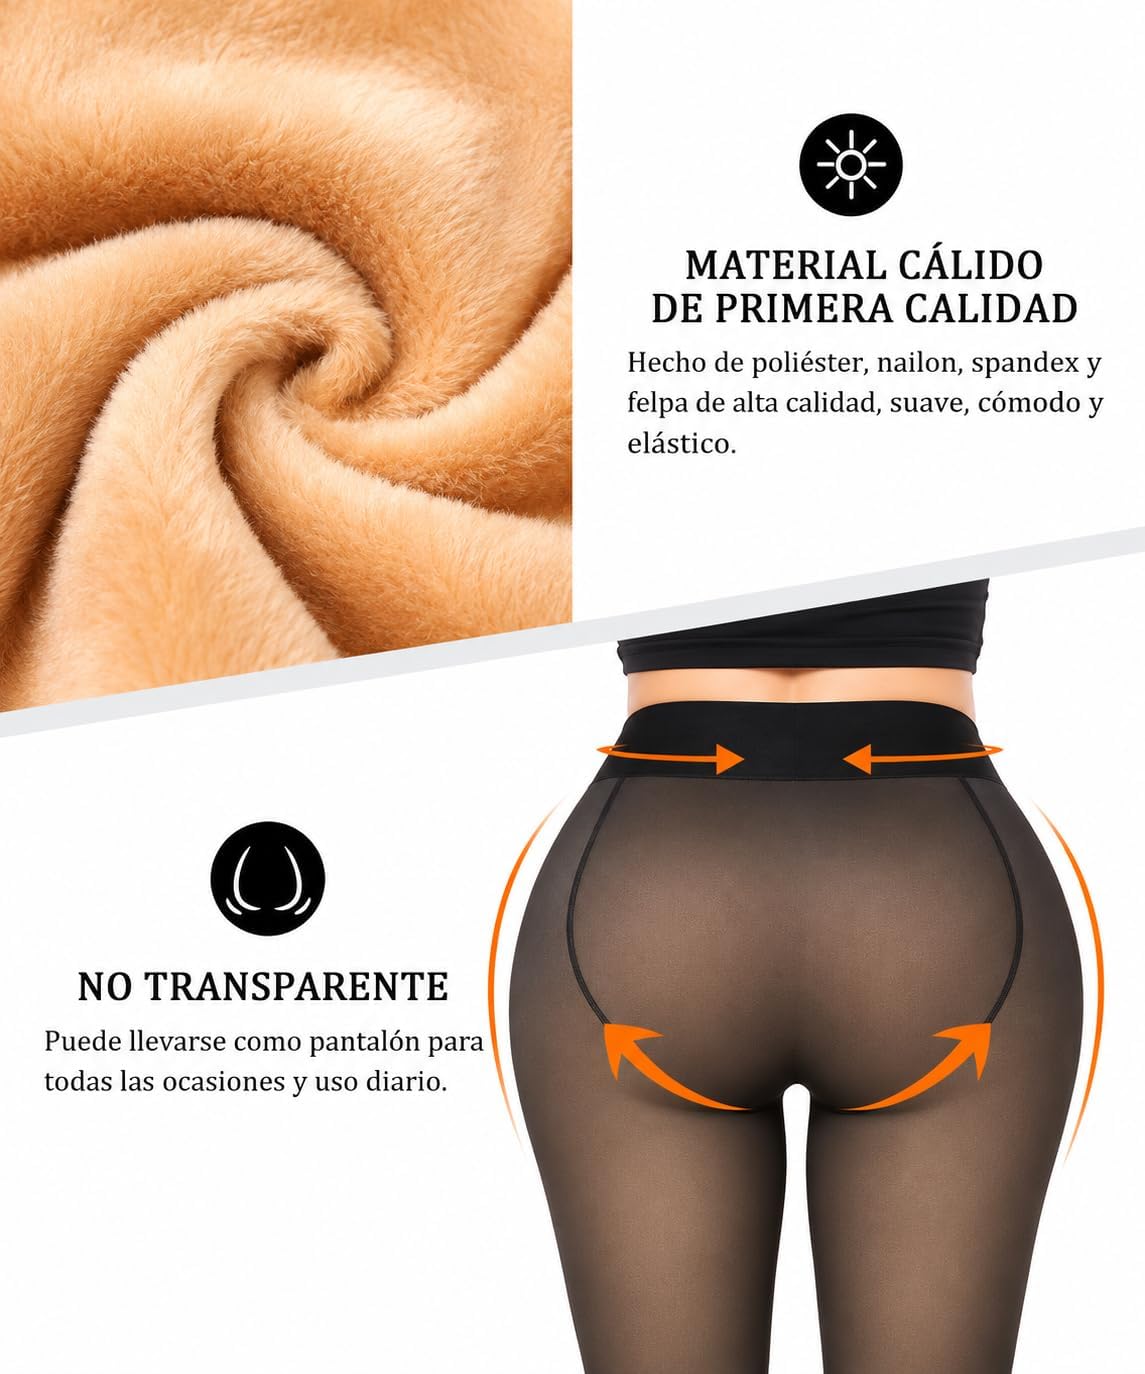 MATERIAL CÁLIDO
DE PRIMERA CALIDAD
Hecho de poliéster, nailon, spandex y
felpa de alta calidad, suave, cómodo y
elástico.
NO TRANSPARENTE
Puede llevarse como pantalón para
todas las ocasiones y uso diario.